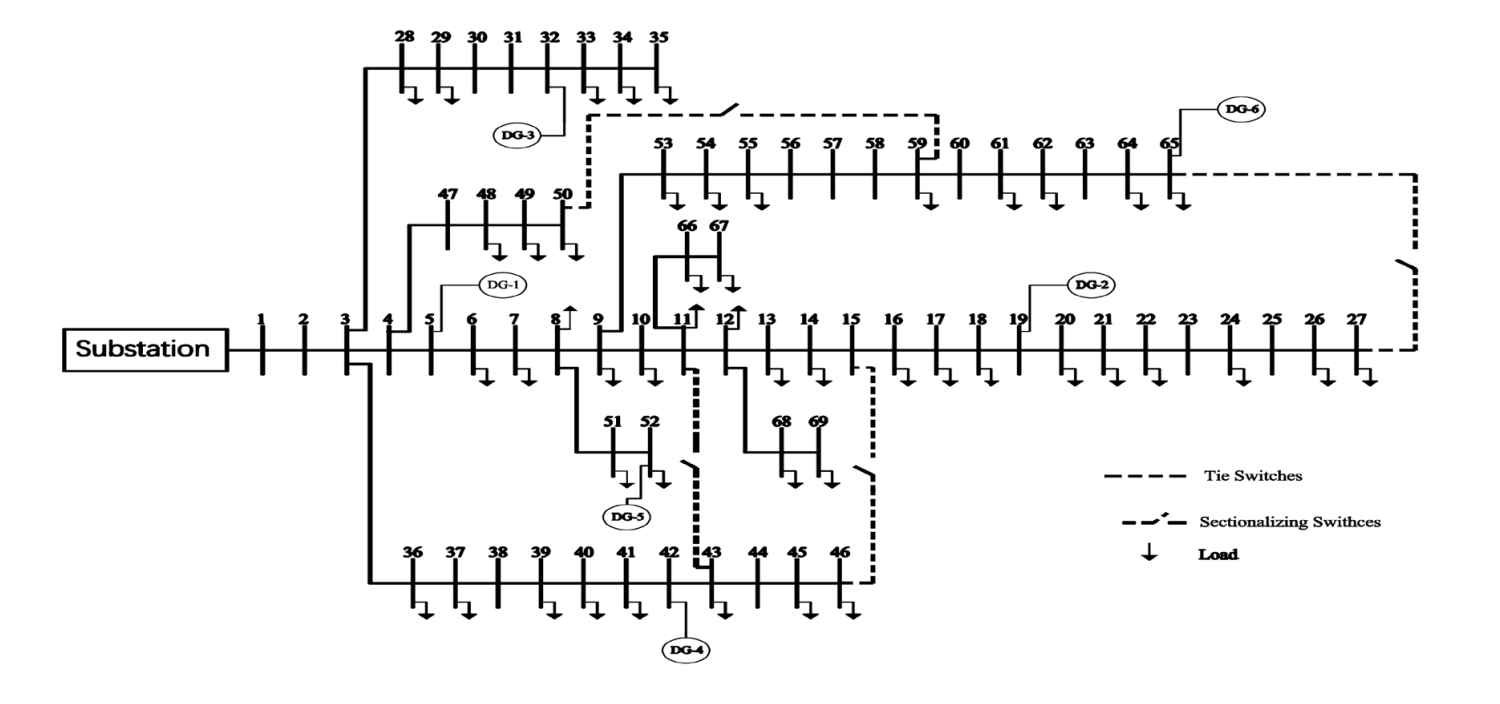 28 29 30 31 32 33 34 35
DG-3
DG-6
53 54 55 56 57 58 59 60 61 62 63 64 65
47 48 49 50
66 67
DG-1
DG-2
1 2 3 4 5 6 7 8 9 10 11 12 13 14 15 16 17 18 19 20 21 22 23 24 25 26 27
Substation
51 52
68 69
DG-5
Tie Switches
Sectionalizing Swithces
Load
36 37 38 39 40 41 42 43 44 45 46
DG-4